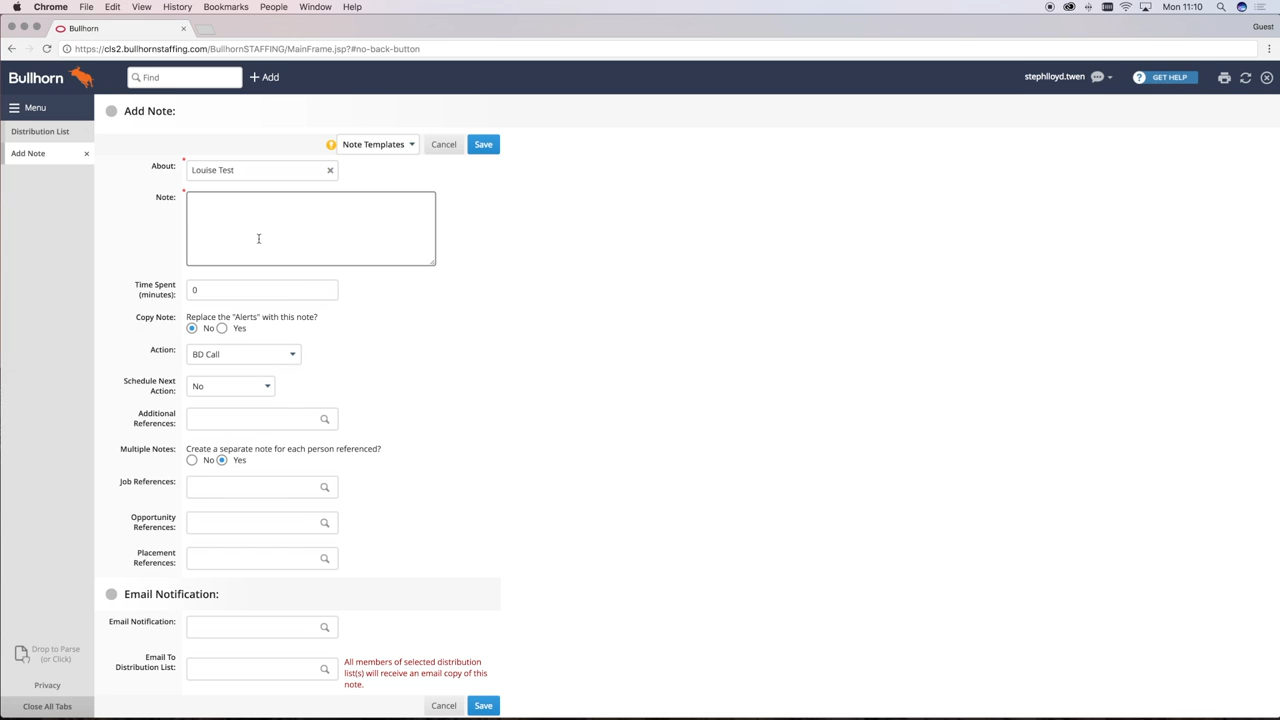 Chrome File Edit View History Bookmarks People Window Help Mon 11:10
Bullhorn Guest
https://cls2.bullhornstaffing.com/BullhornSTAFFING/MainFrame.jsp?#no-back-button
Bullhorn Find + Add stephlloyd.twen ? GET HELP
Menu
Distribution List
Add Note
Add Note:
Note Templates Cancel Save
About: * Louise Test
Note: *
Time Spent
(minutes): 0
Copy Note: Replace the "Alerts" with this note?
No Yes
Action: BD Call
Schedule Next
Action: No
Additional
References:
Multiple Notes: Create a separate note for each person referenced?
No Yes
Job References:
Opportunity
References:
Placement
References:
Email Notification:
Email Notification:
Email To
Distribution List:
All members of selected distribution
list(s) will receive an email copy of this
note.
Drop to Parse
(or Click)
Privacy
Close All Tabs
Cancel Save